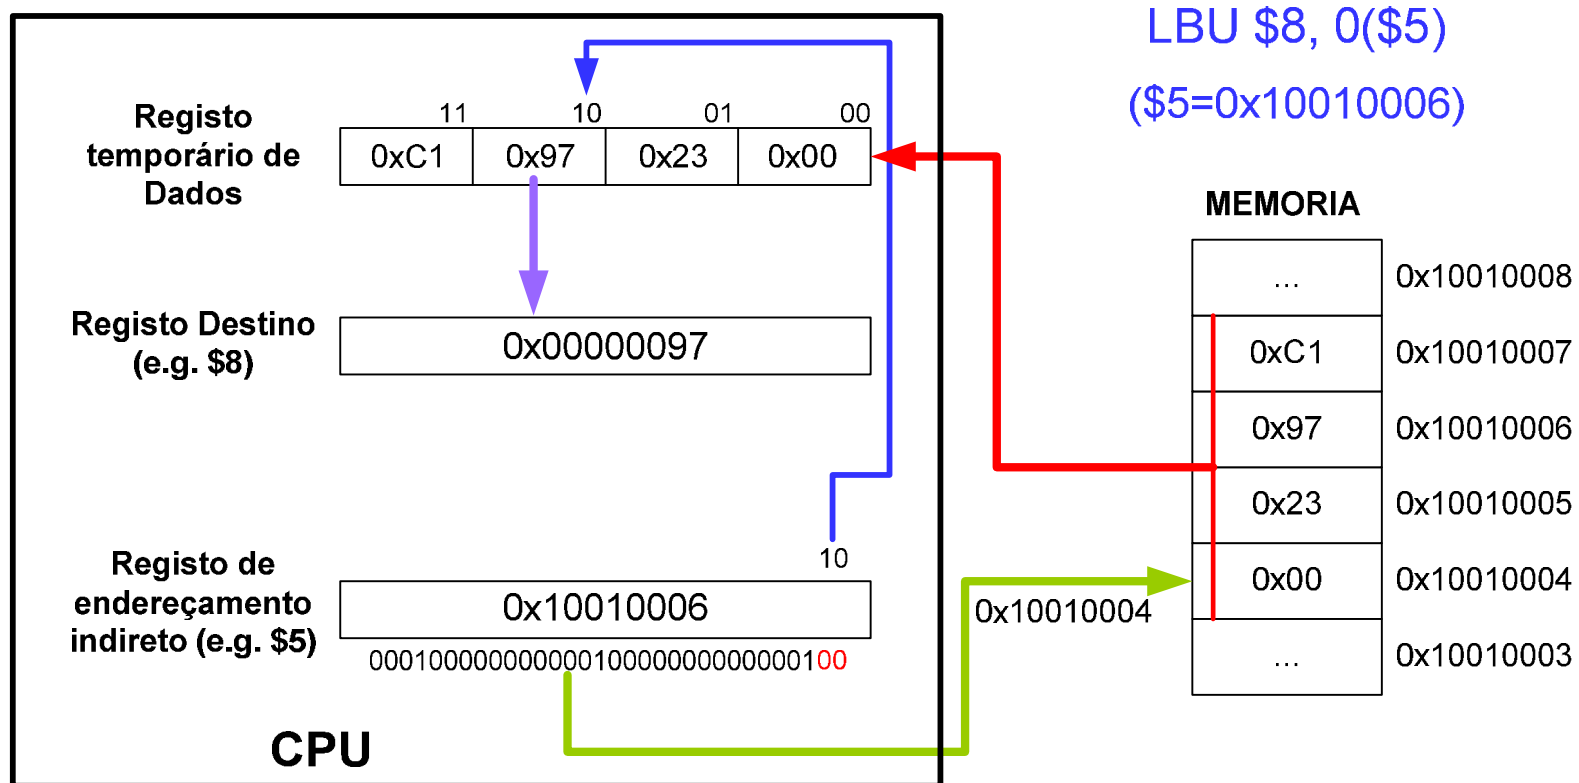 LBU $8, 0($5)
($5=0x10010006)
Registo
temporário de
Dados
11 10 01 00
0xC1 0x97 0x23 0x00
MEMORIA
... 0x10010008
0xC1 0x10010007
0x97 0x10010006
0x23 0x10010005
0x00 0x10010004
... 0x10010003
Registo Destino
(e.g. $8)
0x00000097
10
Registo de
endereçamento
indireto (e.g. $5)
0x10010006
00010000000000010000000000000100
0x10010004
CPU